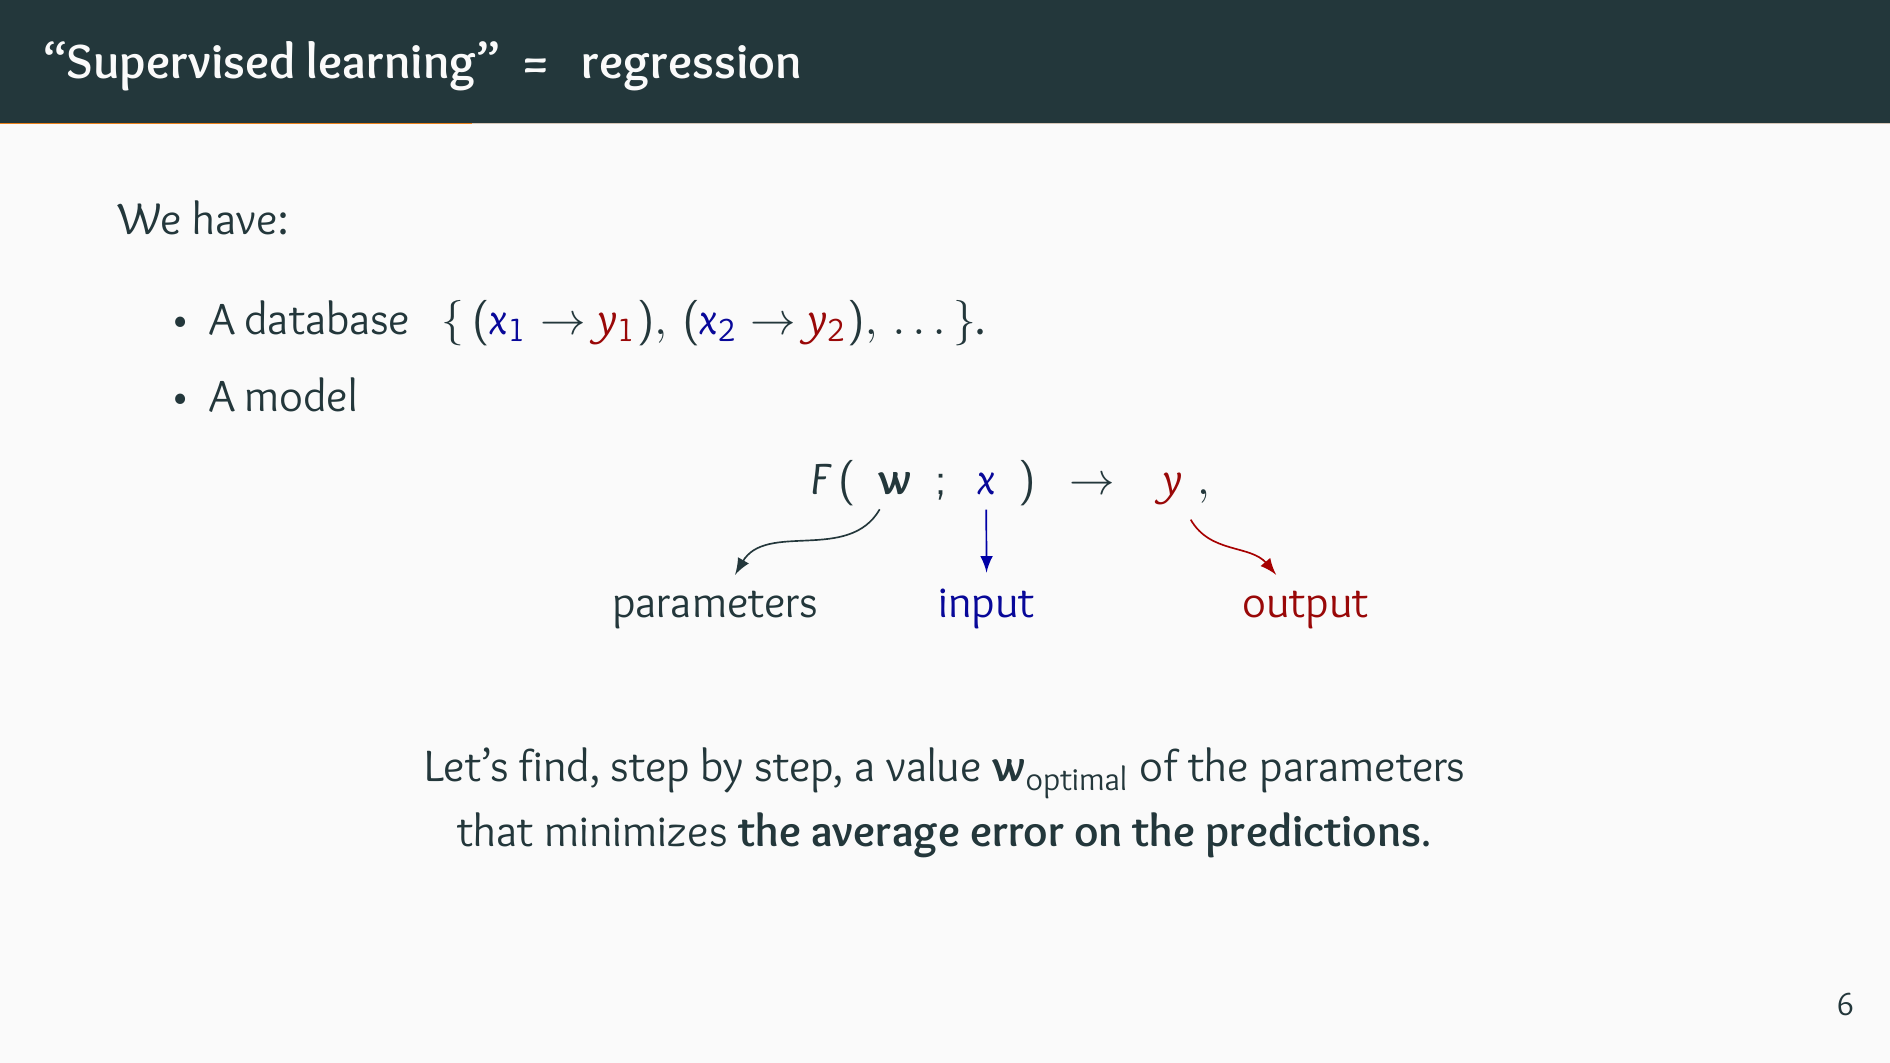 “Supervised learning” = regression
We have:
• A database { (x₁ → y₁), (x₂ → y₂), . . . }.
• A model
F( w ; x ) → y ,
parameters input output
Let’s find, step by step, a value w_optimal of the parameters
that minimizes the average error on the predictions.
6